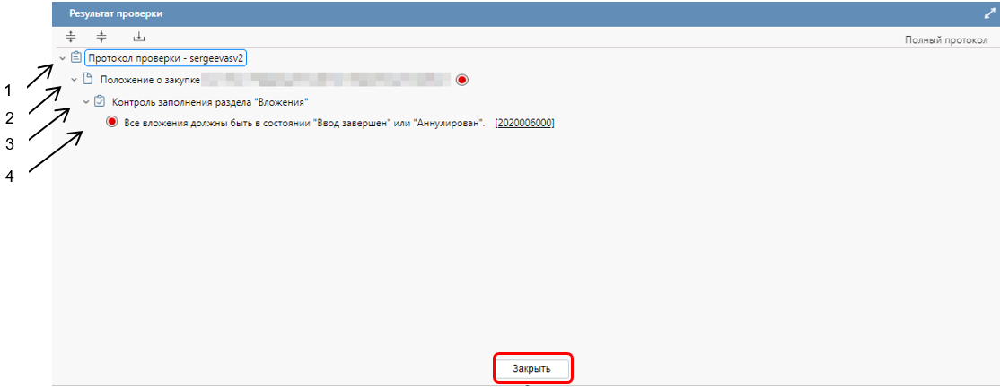 Результат проверки
Полный протокол
Протокол проверки - sergeevasv2
1
Положение о закупке
2
Контроль заполнения раздела "Вложения"
3
Все вложения должны быть в состоянии "Ввод завершен" или "Аннулирован". [2020006000]
4
Закрыть